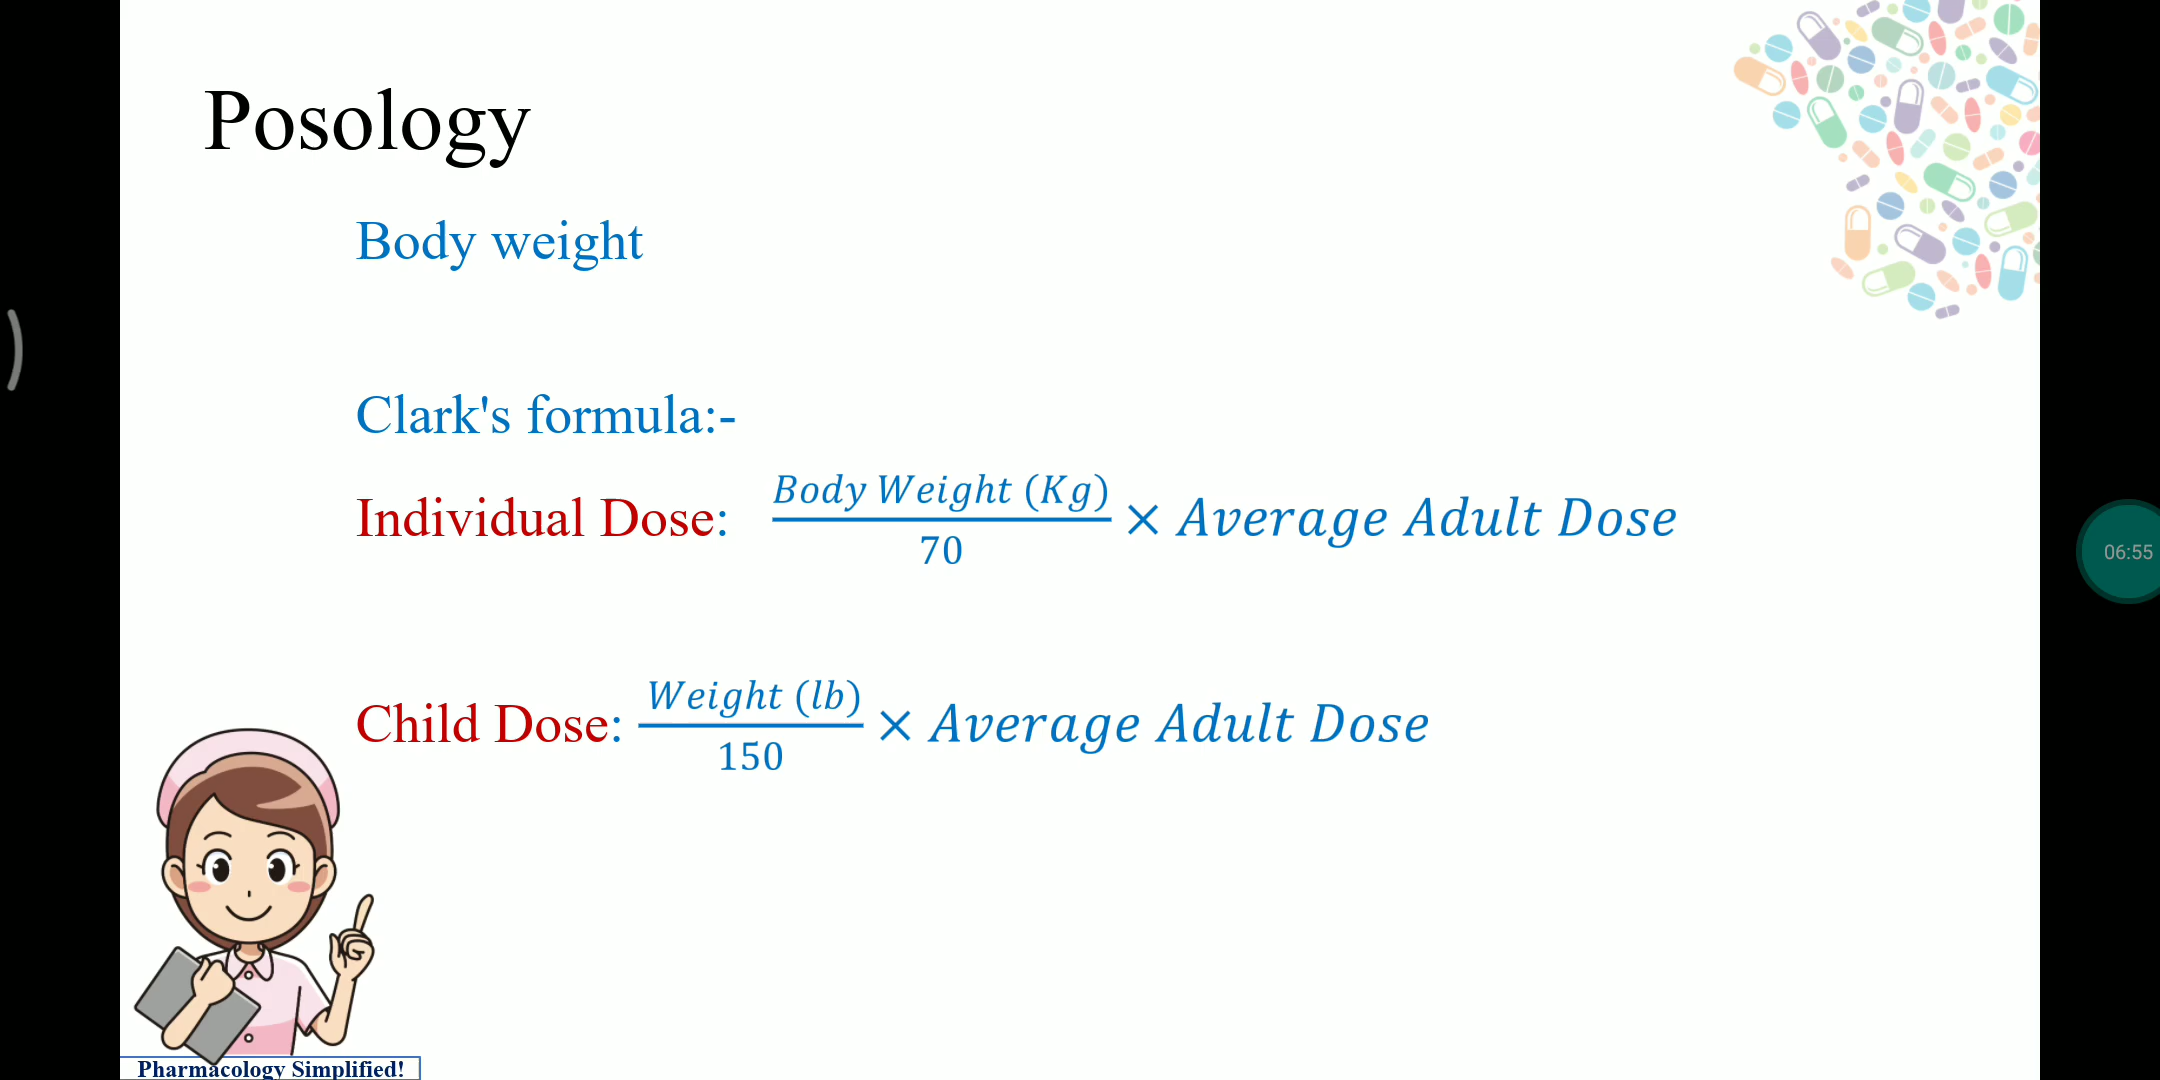 Posology
Body weight
Clark's formula:-
Individual Dose: Body Weight (Kg) / 70 × Average Adult Dose
Child Dose: Weight (lb) / 150 × Average Adult Dose
06:55
Pharmacology Simplified!